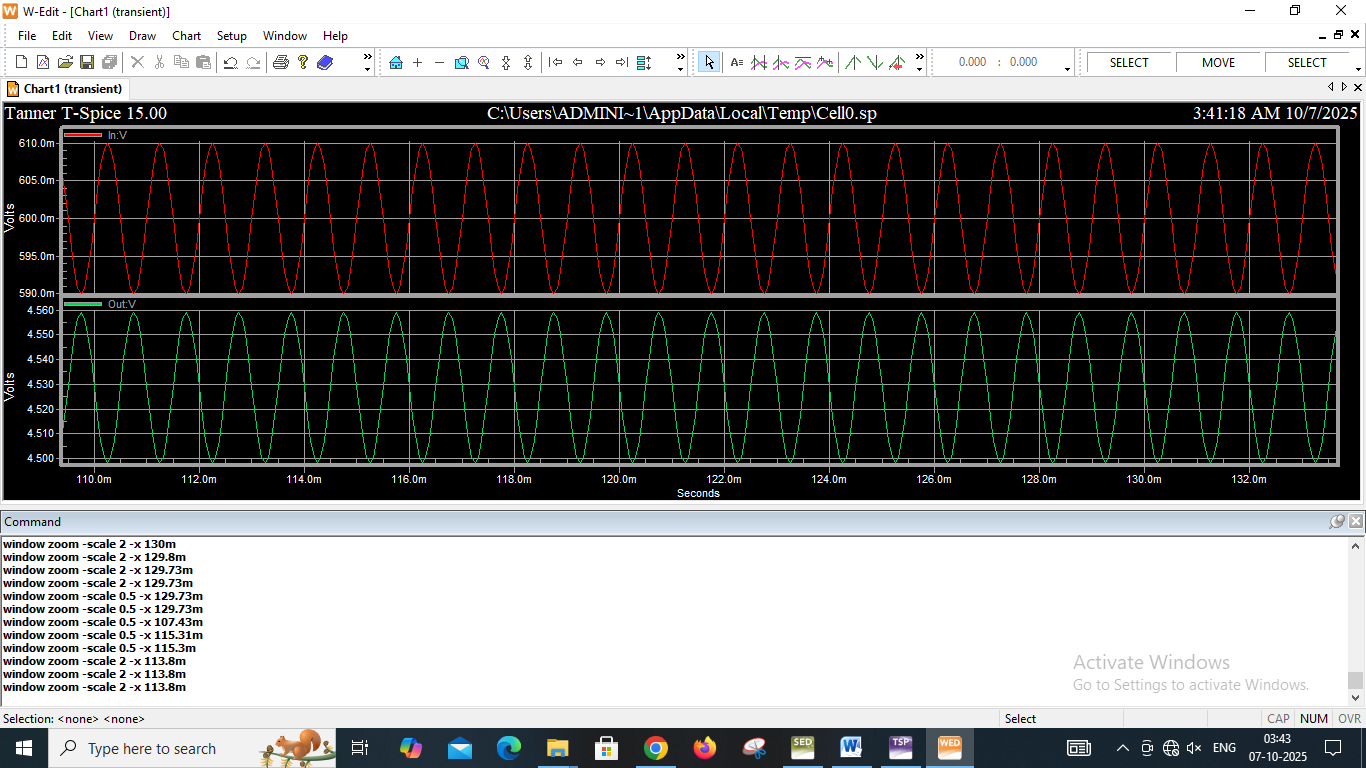 W-Edit - [Chart1 (transient)]
File Edit View Draw Chart Setup Window Help
0.000 : 0.000 SELECT MOVE SELECT
Chart1 (transient)
Tanner T-Spice 15.00 C:\Users\ADMINI~1\AppData\Local\Temp\Cell0.sp 3:41:18 AM 10/7/2025
In:V
610.0m
605.0m
600.0m
595.0m
590.0m
Volts
Out:V
4.560
4.550
4.540
4.530
4.520
4.510
4.500
Volts
110.0m 112.0m 114.0m 116.0m 118.0m 120.0m 122.0m 124.0m 126.0m 128.0m 130.0m 132.0m
Seconds
Command
window zoom -scale 2 -x 130m
window zoom -scale 2 -x 129.8m
window zoom -scale 2 -x 129.73m
window zoom -scale 2 -x 129.73m
window zoom -scale 0.5 -x 129.73m
window zoom -scale 0.5 -x 129.73m
window zoom -scale 0.5 -x 107.43m
window zoom -scale 0.5 -x 115.31m
window zoom -scale 0.5 -x 115.3m
window zoom -scale 2 -x 113.8m
window zoom -scale 2 -x 113.8m
window zoom -scale 2 -x 113.8m
Activate Windows
Go to Settings to activate Windows.
Selection: <none> <none> Select CAP NUM OVR
Type here to search SED W TSP WED ENG 03:43
07-10-2025